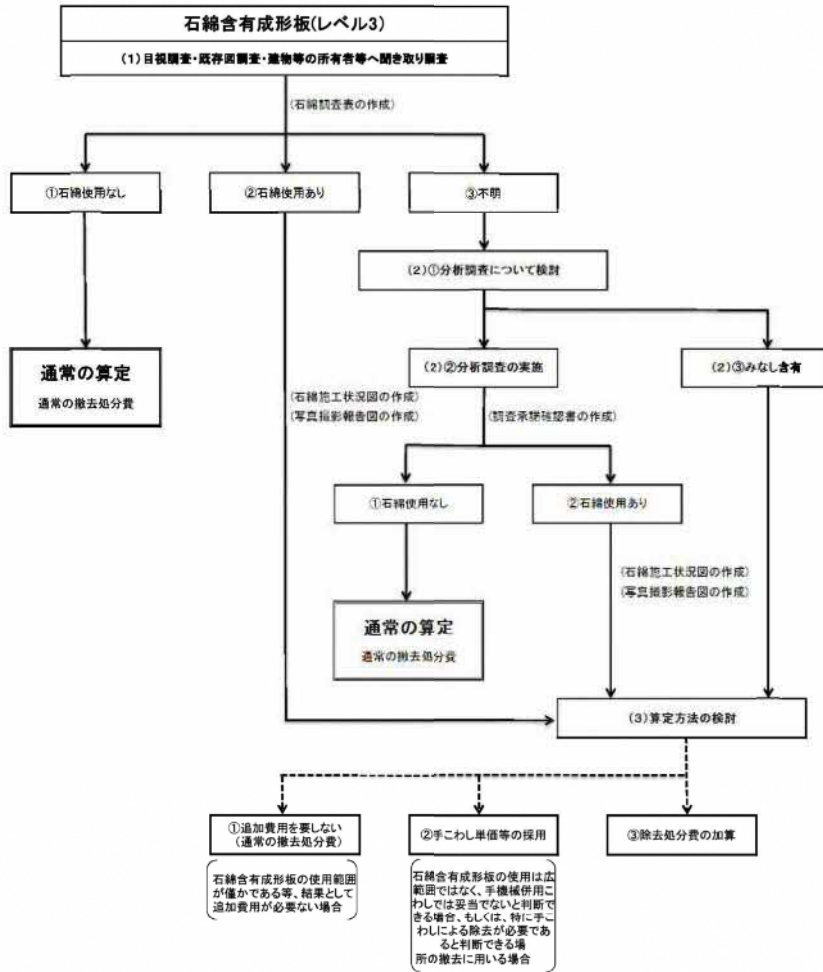 石綿含有成形板(レベル3)
(1)目視調査・既存図調査・建物等の所有者等へ聞き取り調査
(石綿調査表の作成)
①石綿使用なし
②石綿使用あり
③不明
(2)①分析調査について検討
通常の算定
通常の撤去処分費
(2)②分析調査の実施
(2)③みなし含有
(石綿施工状況図の作成)
(写真撮影報告図の作成)
(調査承諾確認書の作成)
①石綿使用なし
②石綿使用あり
(石綿施工状況図の作成)
(写真撮影報告図の作成)
通常の算定
通常の撤去処分費
(3)算定方法の検討
①追加費用を要しない
(通常の撤去処分費)
石綿含有成形板の使用範囲
が僅かである等、結果として
追加費用が必要ない場合
②手こわし単価等の採用
石綿含有成形板の使用は広
範囲ではなく、手機械併用こ
わしでは妥当でないと判断で
きる場合、もしくは、特に手こ
わしによる除去が必要であ
ると判断できる場
所の撤去に用いる場合
③除去処分費の加算